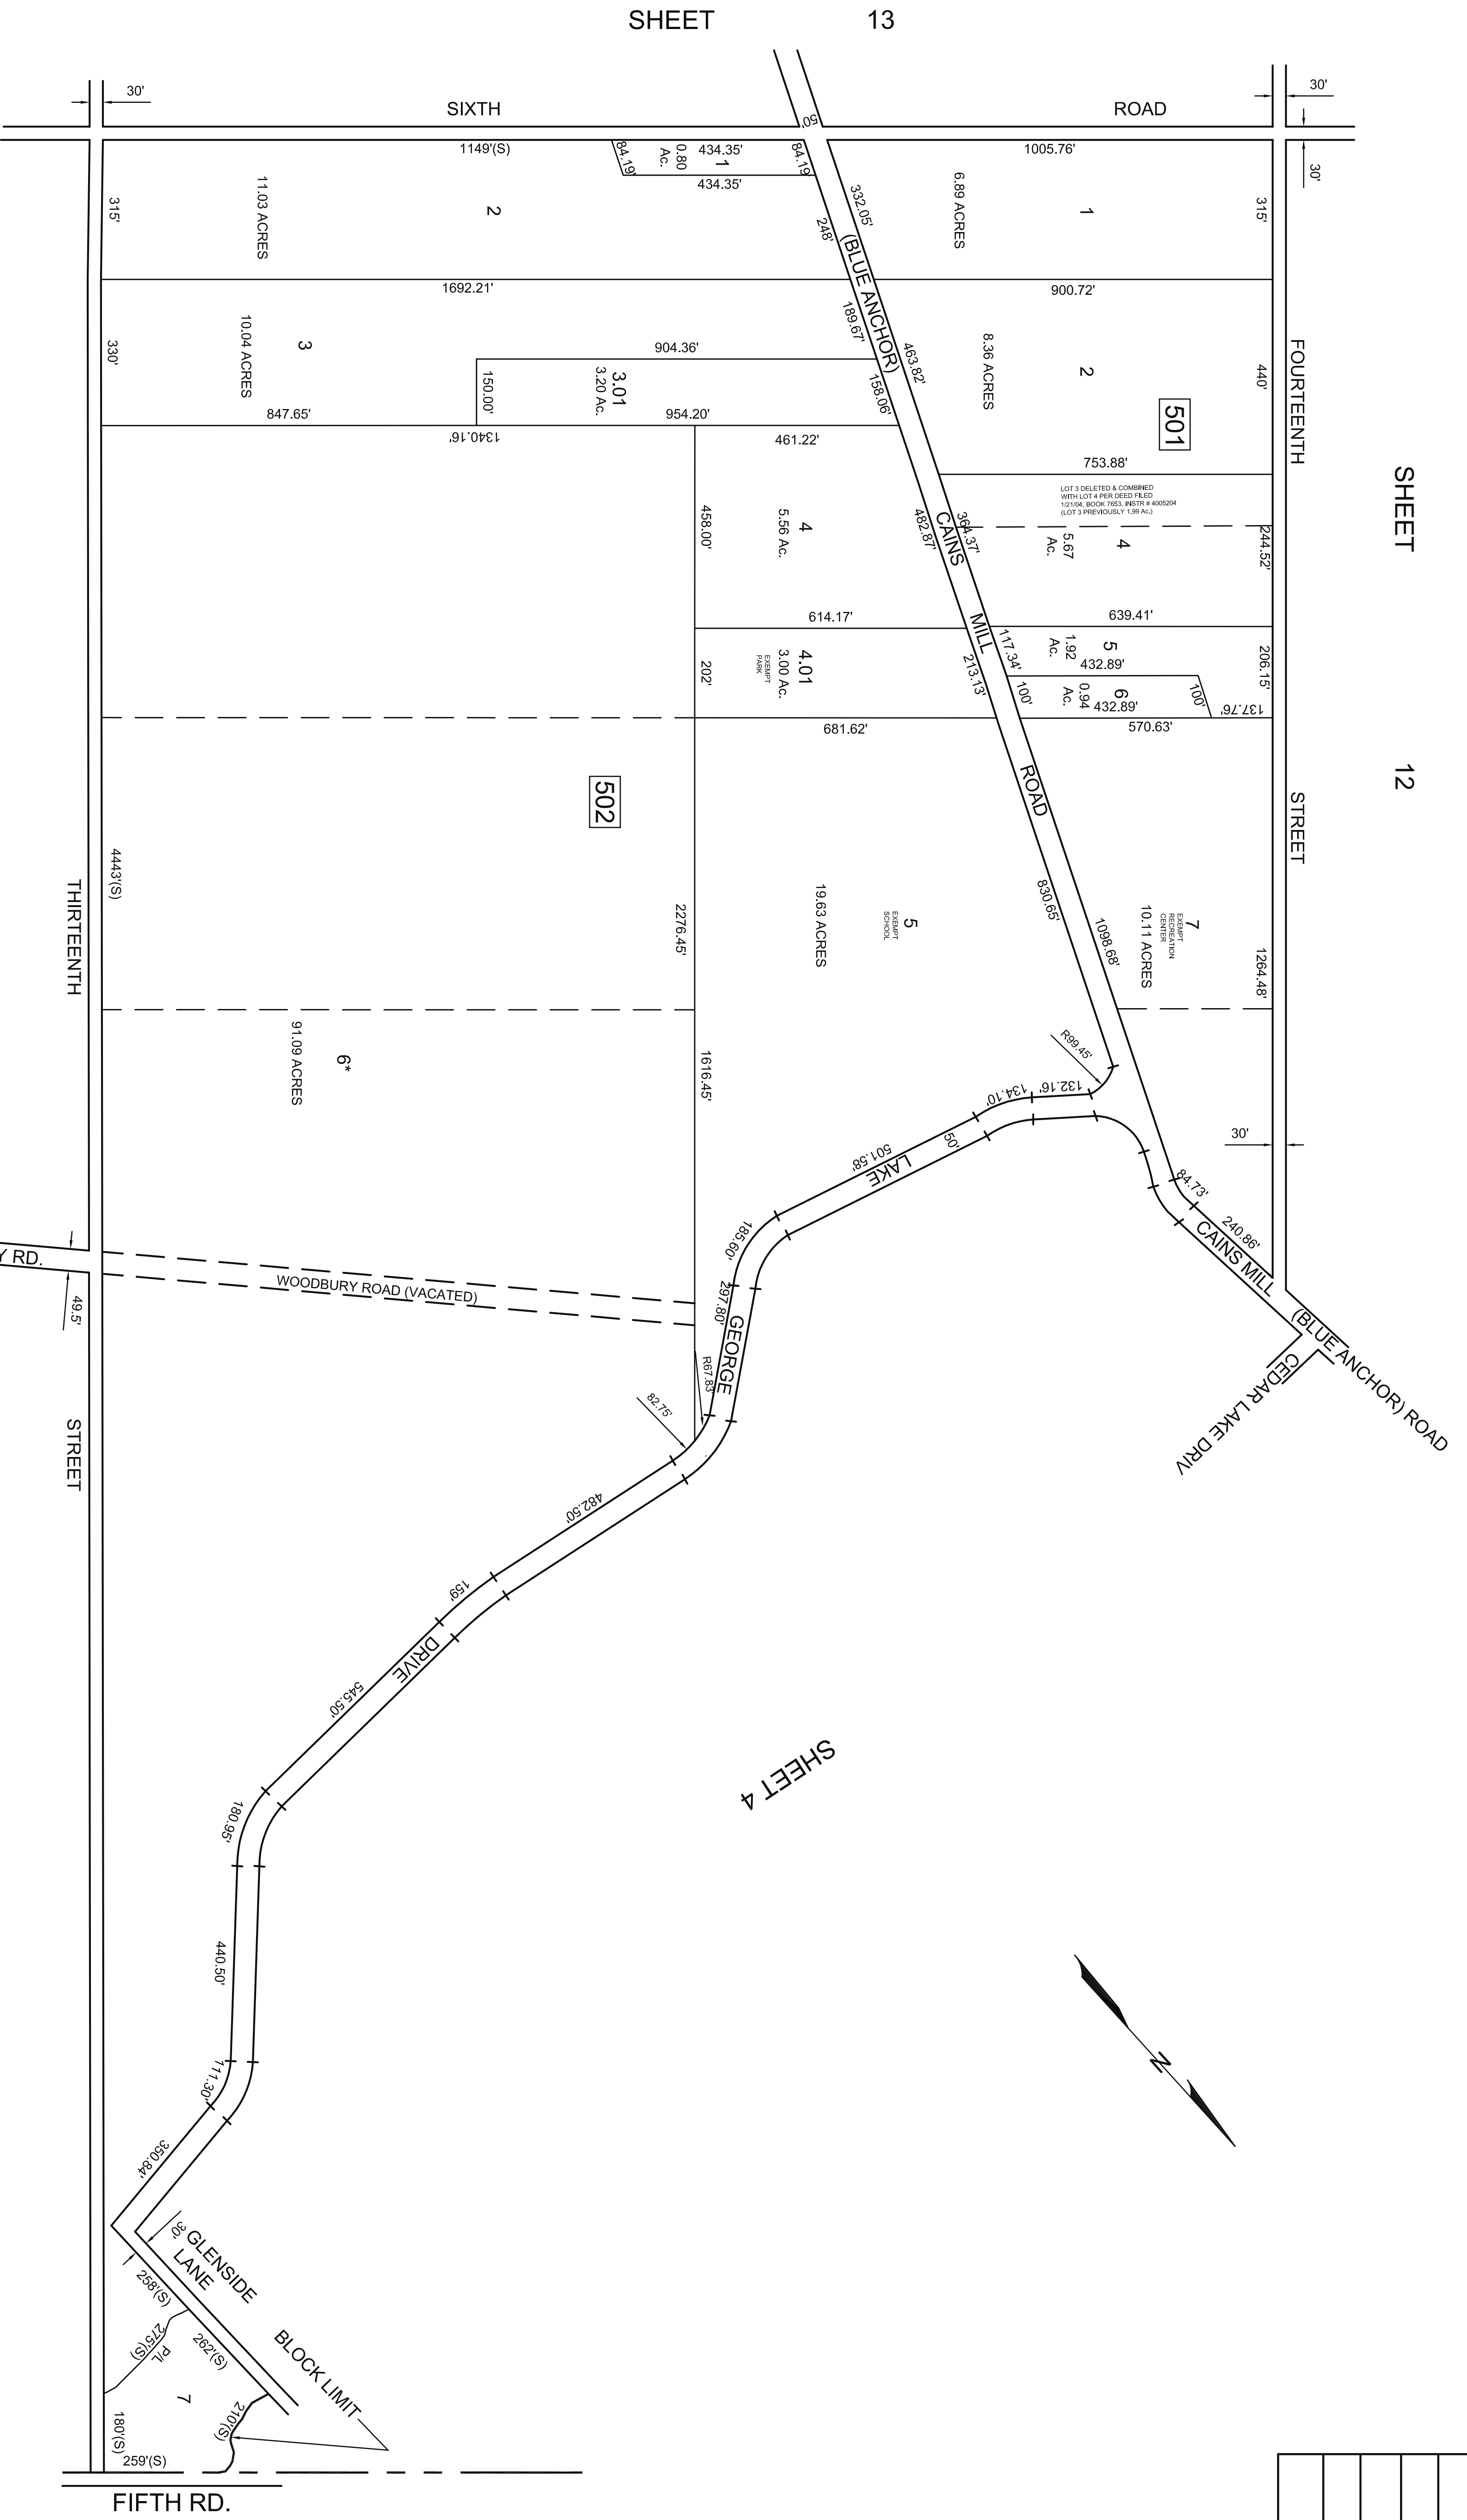 SHEET 13
30'
SIXTH
50'
ROAD
30'
30'
1149'(S)
84.19'
0.80
Ac.
434.35'
1
84.19'
434.35'
1005.76'
315'
11.03 ACRES
2
248'
332.05'
6.89 ACRES
1
315'
(BLUE ANCHOR)
1692.21'
900.72'
330'
10.04 ACRES
3
904.36'
150.00'
3.01
3.20 Ac.
189.67'
158.06'
463.82'
8.36 ACRES
2
440'
501
FOURTEENTH
SHEET 12
847.65'
1340.16'
954.20'
461.22'
753.88'
LOT 3 DELETED & COMBINED
WITH LOT 4 PER DEED FILED
1/21/04, BOOK 7653, INSTR # 4005204
(LOT 3 PREVIOUSLY 1.99 Ac.)
458.00'
4
5.56 Ac.
482.87'
CAINS
364.37'
4
5.67
Ac.
244.52'
614.17'
MILL
639.41'
202'
4.01
3.00 Ac.
EXEMPT
PARK
213.13'
117.34'
5
1.92
Ac.
432.89'
206.15'
100'
6
0.94
Ac.
432.89'
100'
137.76'
681.62'
570.63'
ROAD
502
STREET
4443'(S)
THIRTEENTH
2276.45'
19.63 ACRES
5
EXEMPT
SCHOOL
830.65'
1098.68'
7
EXEMPT
RECREATION
CENTER
10.11 ACRES
1264.48'
6*
91.09 ACRES
1616.45'
R99.45'
132.16'
134.10'
50'
501.58'
LAKE
30'
84.73'
240.86'
CAINS MILL
(BLUE ANCHOR) ROAD
CEDAR LAKE DRIV
185.60'
297.80'
GEORGE
Y RD.
49.5'
WOODBURY ROAD (VACATED)
R67.83'
82.75'
STREET
482.50'
159'
DRIVE
545.50'
SHEET 4
180.95'
440.50'
N
111.30'
350.84'
30'
GLENSIDE
LANE
258'(S)
P/L
275'(S)
262'(S)
BLOCK LIMIT
7
210'(S)
180'(S)
259'(S)
FIFTH RD.